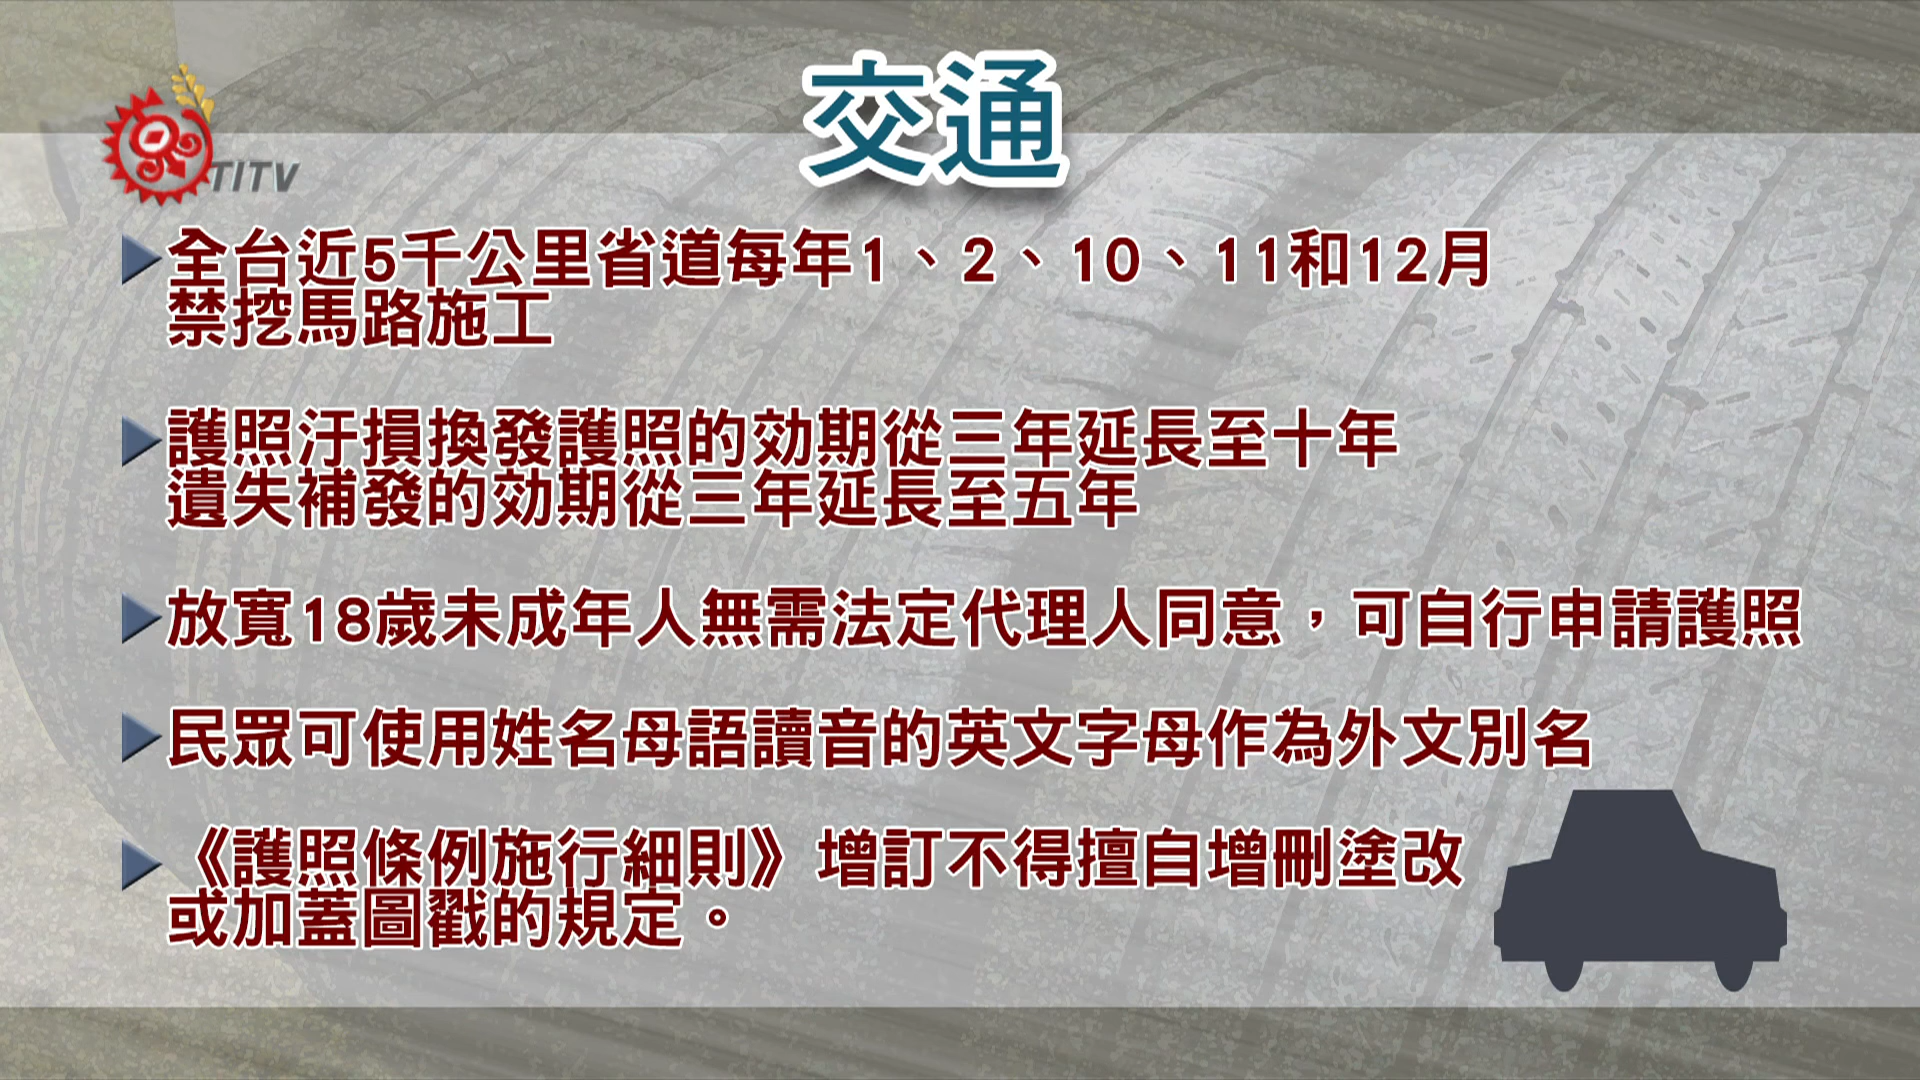 交通
TITV
全台近5千公里省道每年1、2、10、11和12月
禁挖馬路施工
護照汙損換發護照的効期從三年延長至十年
遺失補發的効期從三年延長至五年
放寬18歲未成年人無需法定代理人同意，可自行申請護照
民眾可使用姓名母語讀音的英文字母作為外文別名
《護照條例施行細則》增訂不得擅自增刪塗改
或加蓋圖戳的規定。